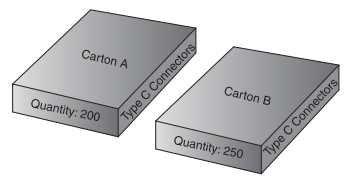 Carton A
Quantity: 200
Type C Connectors
Carton B
Quantity: 250
Type C Connectors